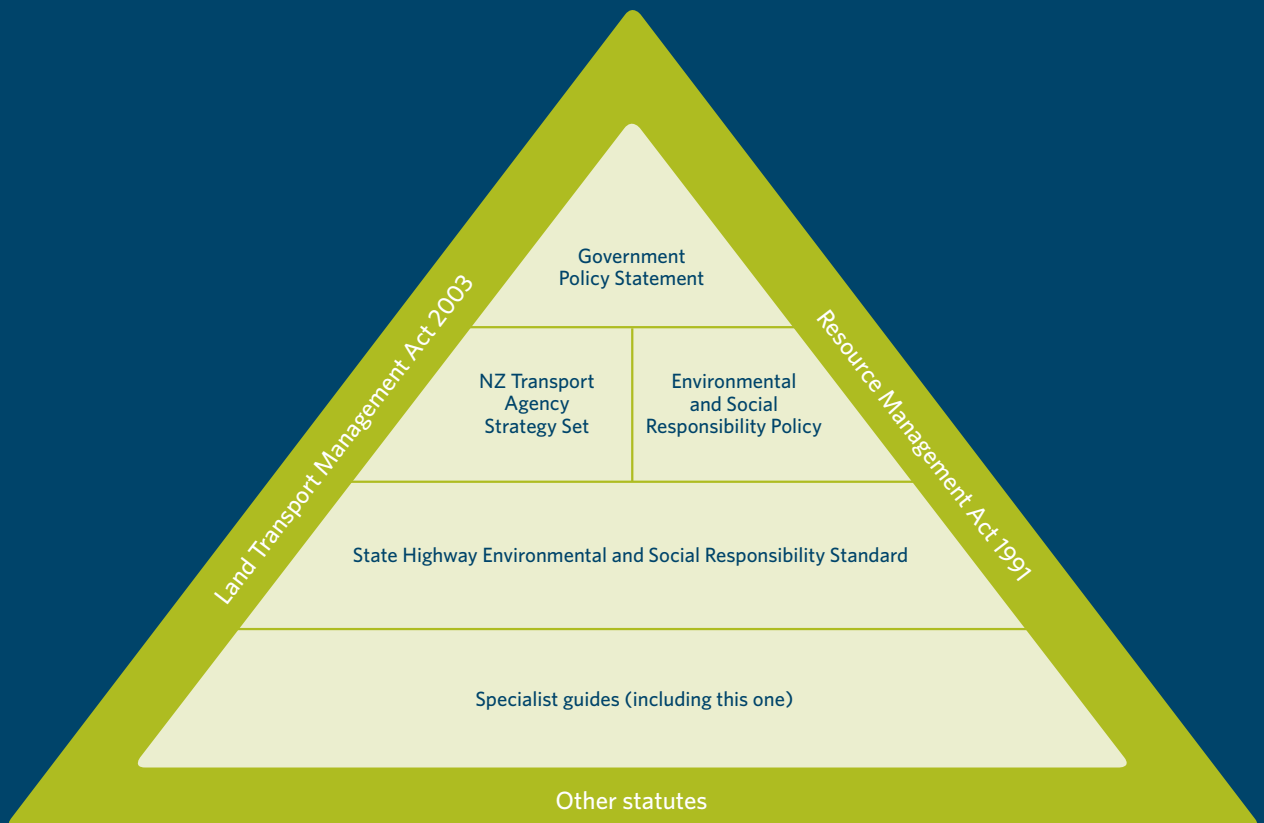 Government
Policy Statement
Land Transport Management Act 2003
Resource Management Act 1991
NZ Transport
Agency
Strategy Set
Environmental
and Social
Responsibility Policy
State Highway Environmental and Social Responsibility Standard
Specialist guides (including this one)
Other statutes